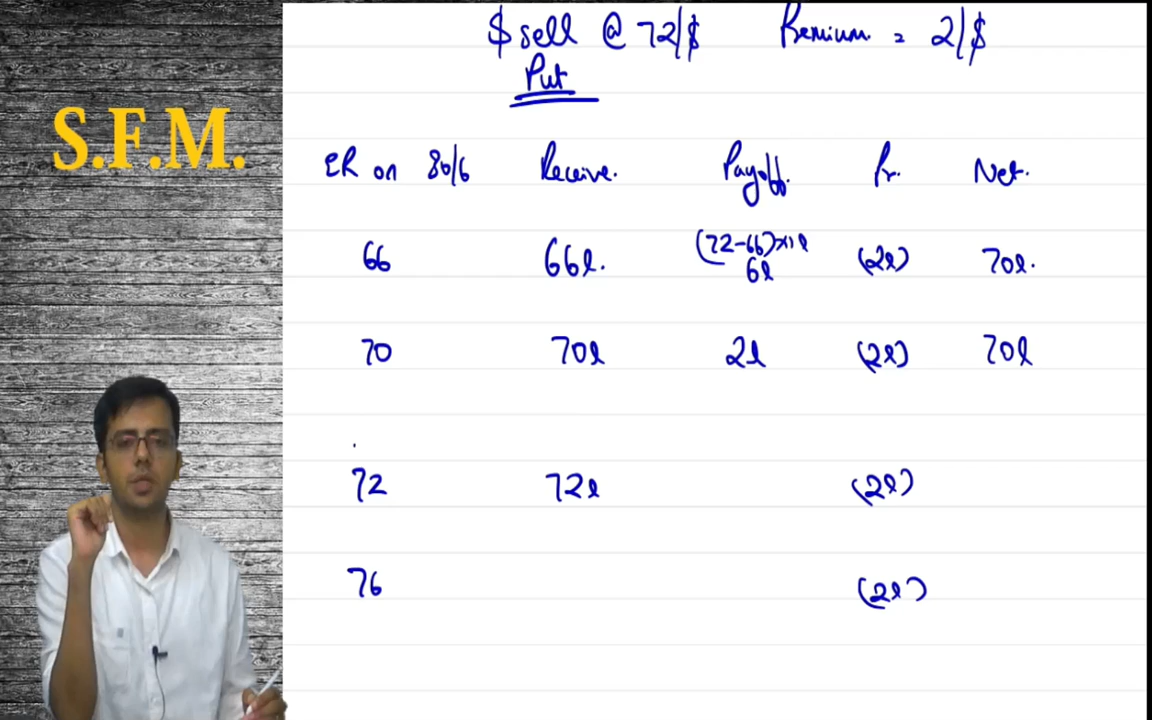 $ sell @ 72/$ Premium = 2/$
Put
S.F.M.
ER on 30/6 Receive. Payoff. Pr. Net.
66 66l. (72-66)×1l (2l) 70l.
6l
70 70l 2l (2l) 70l
72 72l (2l)
76 (2l)